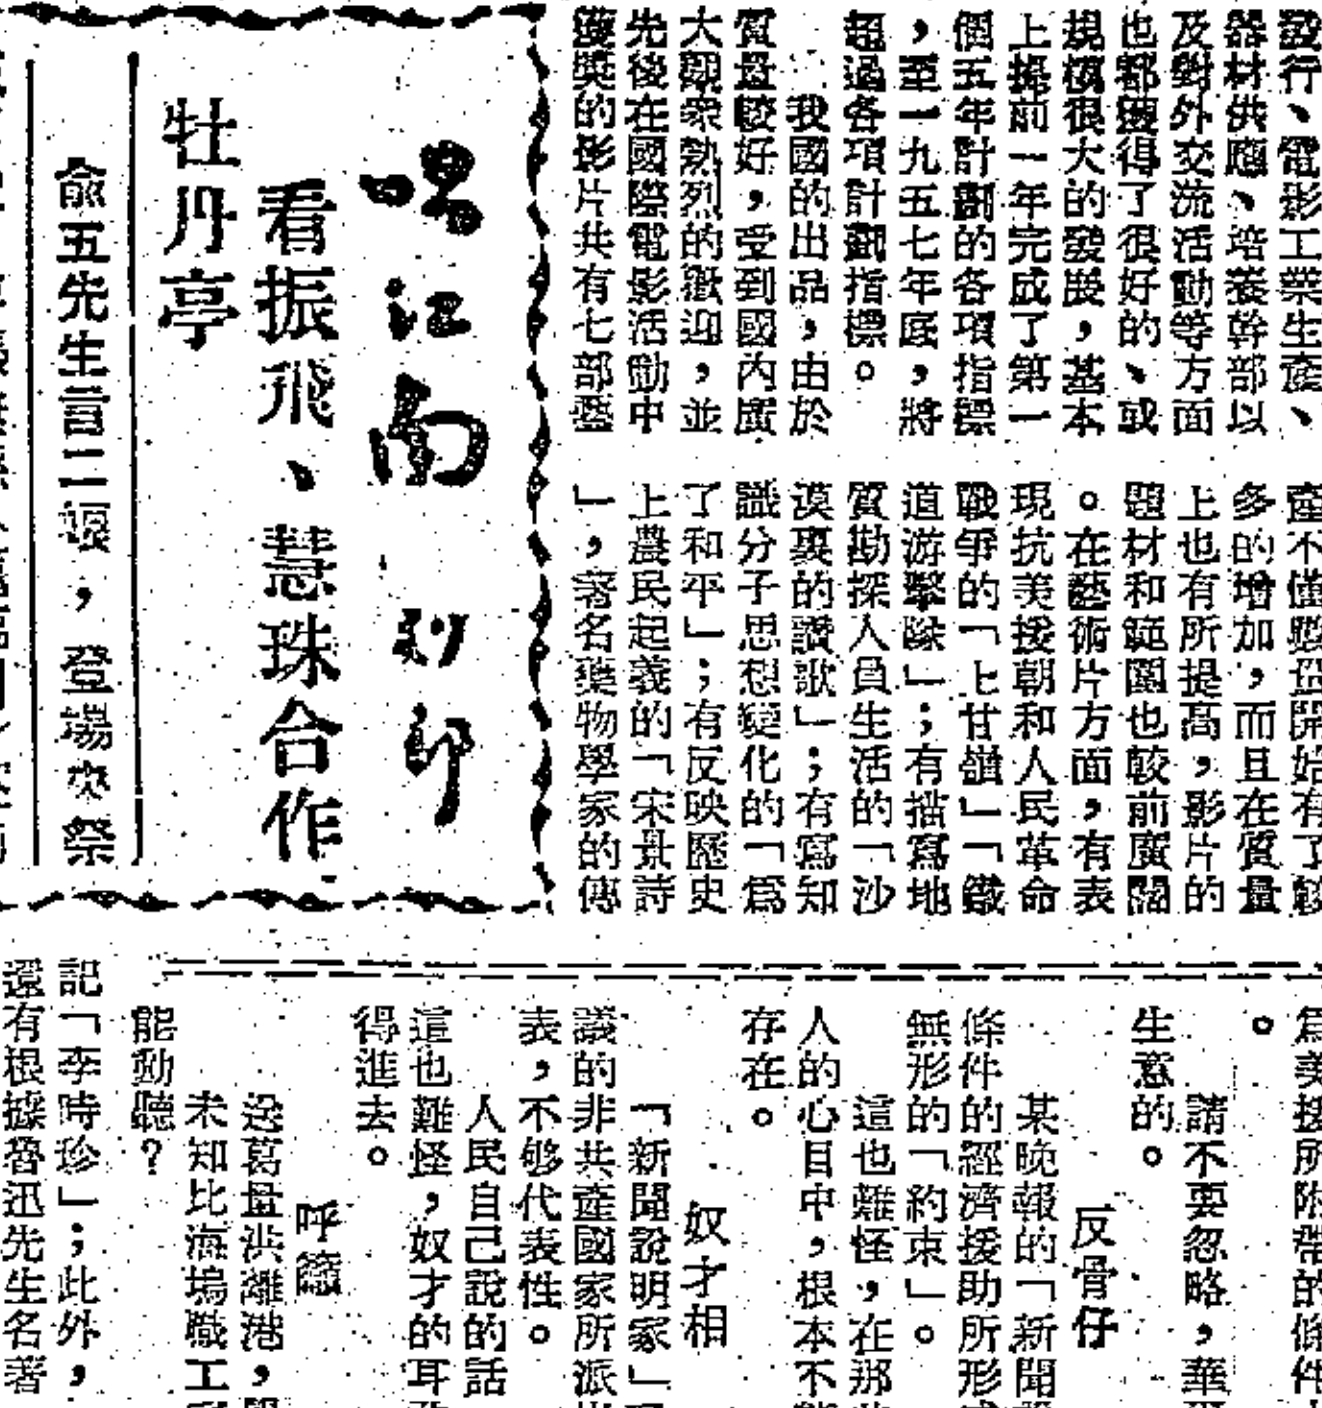 發行、電影工業生產、
器材供應、培養幹部以
及對外交流活動等方面
也都獲得了很好的、或
規模很大的發展,基本
上提前一年完成了第一
個五年計劃的各項指標
,至一九五七年底,將
超過各項計劃指標。
我國的出品,由於
質量較好,受到國內廣
大觀衆熱烈的歡迎,並
先後在國際電影活動中
獲獎的影片共有七部藝
產不僅
多的增加,而且在質量
上也有所提高,影片的
題材和範圍也較前廣闊
。在藝術片方面,有表
現抗美援朝和人民革命
戰爭的「上甘嶺」「鐵
道游擊隊」;有描寫地
質勘探人員生活的「沙
漠裏的讚歌」;有寫知
識分子思想變化的「爲
了和平」;有反映歷史
上農民起義的「宋景詩
」,著名藥物學家的傳
唱江南
看振飛、慧珠合作
牡丹亭
俞五先生言二娘,登場
記「李時珍」;此外,
還有根據魯迅先生名著
爲美援所附帶的條件
。
請不要忽略,華
生意的。
反骨仔
某晚報的「新聞
條件的經濟援助所形
無形的「約束」。
這也難怪,在那
人的心目中,根本不
存在。
奴才相
「新聞說明家」
議的非共產國家所派
表,不够代表性。
人民自己說的話
這也難怪,奴才的耳
得進去。
呼籲
送葛量洪離港,
未知比海塢職工
能動聽?